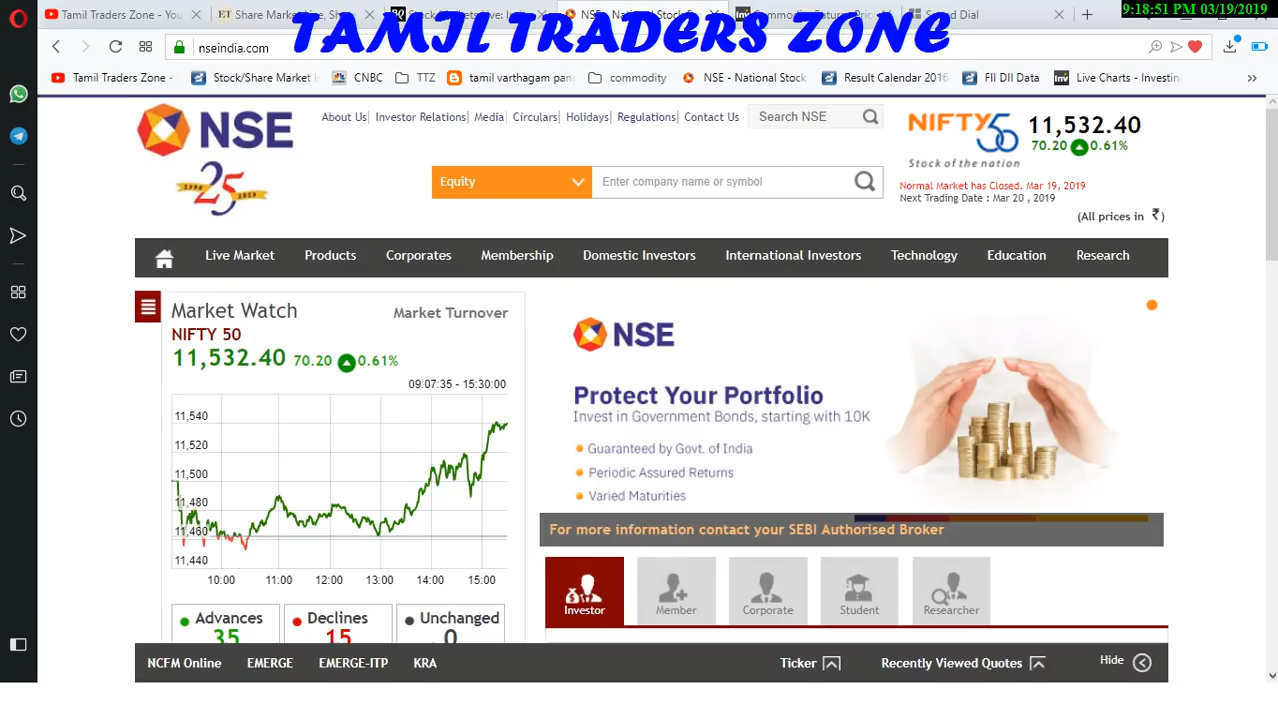 9:18:51 PM 03/19/2019
Tamil Traders Zone - You
ET Share Market
NSE - National Stock E
Dial
TAMIL TRADERS ZONE
nseindia.com
Tamil Traders Zone -
Stock/Share Market
CNBC
TTZ
tamil varthagam pan
commodity
NSE - National Stock
Result Calendar 2016
FII DII Data
Inv Live Charts - Investin
NSE
1994 25 2019
About Us| Investor Relations| Media| Circulars| Holidays| Regulations| Contact Us
Search NSE
Equity
Enter company name or symbol
NIFTY 50
Stock of the nation
11,532.40
70.20 0.61%
Normal Market has Closed. Mar 19, 2019
Next Trading Date : Mar 20 , 2019
(All prices in ₹)
Live Market Products Corporates Membership Domestic Investors International Investors Technology Education Research
Market Watch
Market Turnover
NIFTY 50
11,532.40 70.20 0.61%
09:07:35 - 15:30:00
11,540
11,520
11,500
11,480
11,460
11,440
10:00 11:00 12:00 13:00 14:00 15:00
Advances
35
Declines
15
Unchanged
0
NSE
Protect Your Portfolio
Invest in Government Bonds, starting with 10K
Guaranteed by Govt. of India
Periodic Assured Returns
Varied Maturities
For more information contact your SEBI Authorised Broker
Investor
Member
Corporate
Student
Researcher
NCFM Online EMERGE EMERGE-ITP KRA
Ticker
Recently Viewed Quotes
Hide